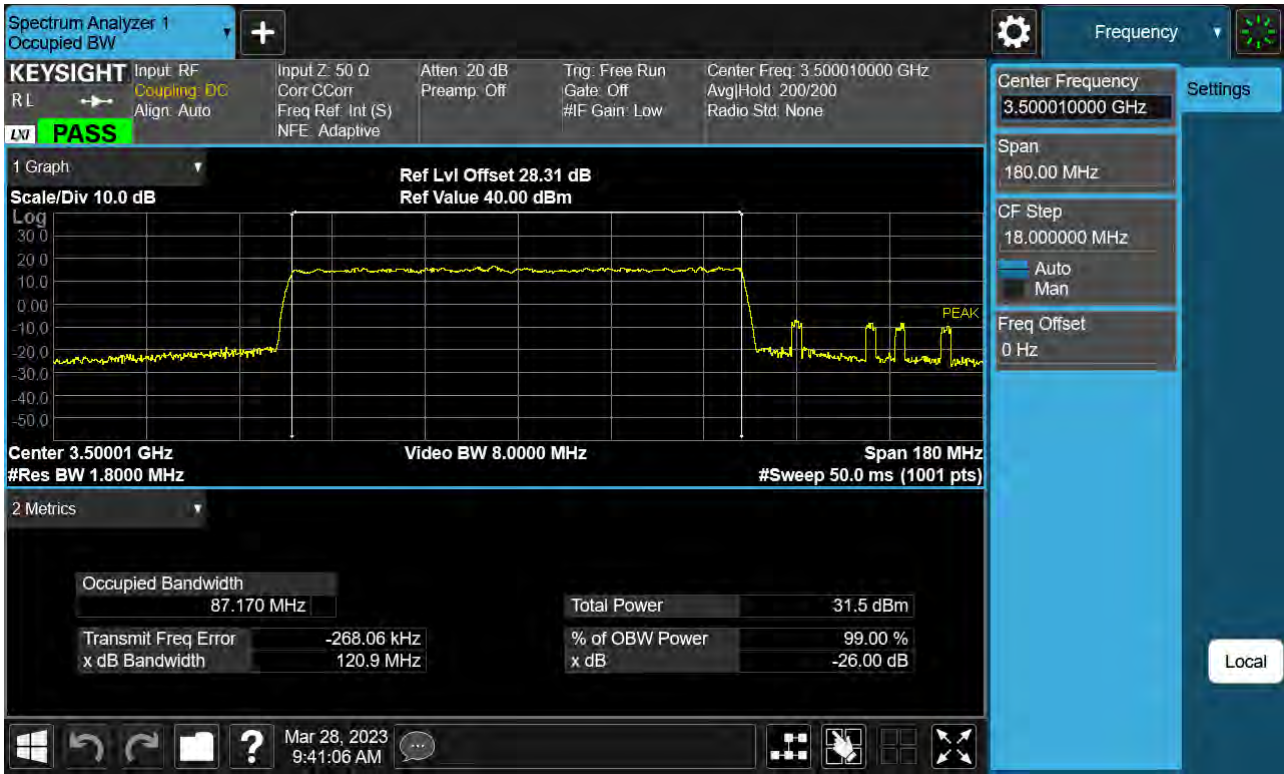 Spectrum Analyzer 1
Occupied BW
Frequency
KEYSIGHT
RL
LXI PASS
Input: RF
Coupling: DC
Align: Auto
Input Z: 50 Ω
Corr CCorr
Freq Ref: Int (S)
NFE: Adaptive
Atten: 20 dB
Preamp: Off
Trig: Free Run
Gate: Off
#IF Gain: Low
Center Freq: 3.500010000 GHz
Avg|Hold: 200/200
Radio Std: None
Center Frequency
3.500010000 GHz
Settings
Span
180.00 MHz
CF Step
18.000000 MHz
Auto
Man
Freq Offset
0 Hz
Local
1 Graph
Scale/Div 10.0 dB
Ref Lvl Offset 28.31 dB
Ref Value 40.00 dBm
Log
30.0
20.0
10.0
0.00
-10.0
-20.0
-30.0
-40.0
-50.0
PEAK
Center 3.50001 GHz
#Res BW 1.8000 MHz
Video BW 8.0000 MHz
Span 180 MHz
#Sweep 50.0 ms (1001 pts)
2 Metrics
Occupied Bandwidth
87.170 MHz
Transmit Freq Error -268.06 kHz
x dB Bandwidth 120.9 MHz
Total Power 31.5 dBm
% of OBW Power 99.00 %
x dB -26.00 dB
Mar 28, 2023
9:41:06 AM